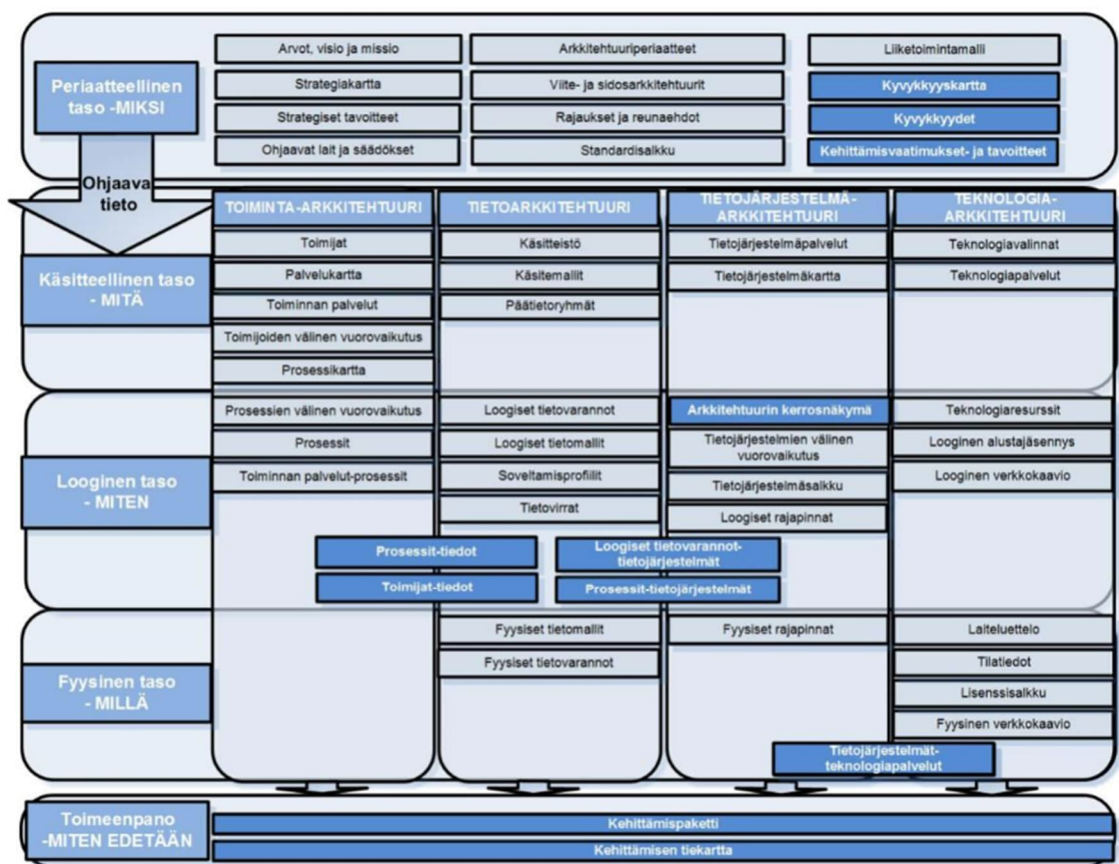 Periaatteellinen
taso -MIKSI
Arvot, visio ja missio
Strategiakartta
Strategiset tavoitteet
Ohjaavat lait ja säädökset
Arkkitehtuuriperiaatteet
Viite- ja sidosarkkitehtuurit
Rajaukset ja reunaehdot
Standardisalkku
Liiketoimintamalli
Kyvykkyyskartta
Kyvykkyydet
Kehittämisvaatimukset- ja tavoitteet
Ohjaava
tieto
TOIMINTA-ARKKITEHTUURI
TIETOARKKITEHTUURI
TIETOJÄRJESTELMÄ-
ARKKITEHTUURI
TEKNOLOGIA-
ARKKITEHTUURI
Käsitteellinen taso
- MITÄ
Toimijat
Palvelukartta
Toiminnan palvelut
Toimijoiden välinen vuorovaikutus
Prosessikartta
Käsitteistö
Käsitemallit
Päätietoryhmät
Tietojärjestelmäpalvelut
Tietojärjestelmäkartta
Teknologiavalinnat
Teknologiapalvelut
Looginen taso
- MITEN
Prosessien välinen vuorovaikutus
Prosessit
Toiminnan palvelut-prosessit
Loogiset tietovarannot
Loogiset tietomallit
Soveltamisprofiilit
Tietovirrat
Arkkitehtuurin kerrosnäkymä
Tietojärjestelmien välinen
vuorovaikutus
Tietojärjestelmäsalkku
Loogiset rajapinnat
Teknologiaresurssit
Looginen alustajäsennys
Looginen verkkokaavio
Prosessit-tiedot
Toimijat-tiedot
Loogiset tietovarannot-
tietojärjestelmät
Prosessit-tietojärjestelmät
Fyysinen taso
- MILLÄ
Fyysiset tietomallit
Fyysiset tietovarannot
Fyysiset rajapinnat
Laiteluettelo
Tilatiedot
Lisenssisalkku
Fyysinen verkkokaavio
Tietojärjestelmät-
teknologiapalvelut
Toimeenpano
-MITEN EDETÄÄN
Kehittämispaketti
Kehittämisen tiekartta